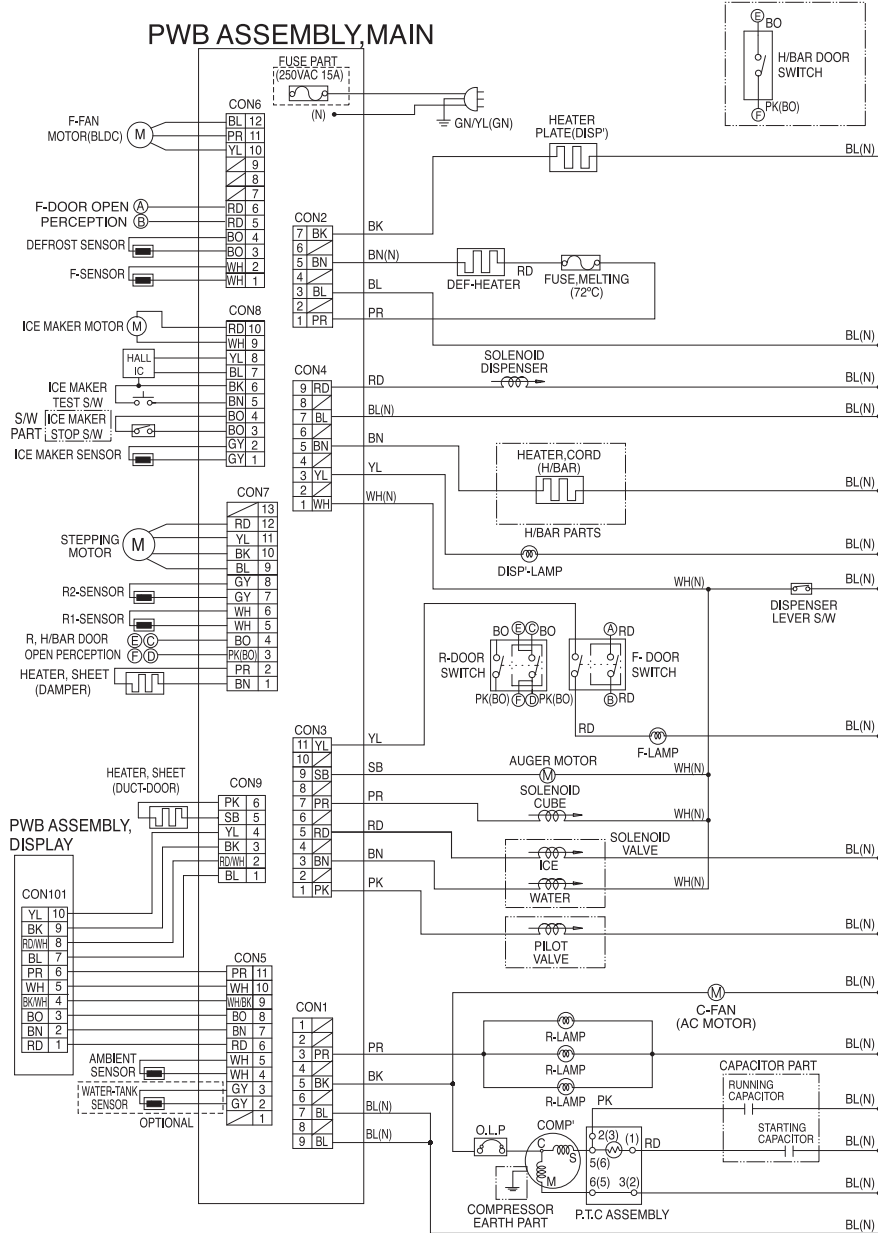 PWB ASSEMBLY,MAIN
FUSE PART
(250VAC 15A)
(N)
GN/YL(GN)
E
BO
H/BAR DOOR
SWITCH
PK(BO)
F
HEATER
PLATE(DISP')
BL(N)
CON6
BL 12
PR 11
YL 10
9
8
7
RD 6
RD 5
BO 4
BO 3
WH 2
WH 1
F-FAN
MOTOR(BLDC)
M
F-DOOR OPEN A
PERCEPTION B
DEFROST SENSOR
F-SENSOR
CON2
7 BK
6
5 BN
4
3 BL
2
1 PR
BK
BN(N)
BL
PR
DEF-HEATER
RD
FUSE,MELTING
(72ºC)
BL(N)
CON8
RD 10
WH 9
YL 8
BL 7
BK 6
BN 5
BO 4
BO 3
GY 2
GY 1
ICE MAKER MOTOR
M
HALL
IC
ICE MAKER
TEST S/W
S/W
PART
ICE MAKER
STOP S/W
ICE MAKER SENSOR
CON4
9 RD
8
7 BL
6
5 BN
4
3 YL
2
1 WH
RD
BL(N)
BN
YL
WH(N)
SOLENOID
DISPENSER
BL(N)
BL(N)
HEATER,CORD
(H/BAR)
H/BAR PARTS
BL(N)
DISP'-LAMP
BL(N)
WH(N)
BL(N)
DISPENSER
LEVER S/W
CON7
13
RD 12
YL 11
BK 10
BL 9
GY 8
GY 7
WH 6
WH 5
BO 4
PK(BO) 3
PR 2
BN 1
STEPPING
MOTOR
M
R2-SENSOR
R1-SENSOR
R, H/BAR DOOR E C
OPEN PERCEPTION F D
HEATER, SHEET
(DAMPER)
BO E C BO
R-DOOR
SWITCH
PK(BO) F D PK(BO)
A RD
F- DOOR
SWITCH
B RD
RD
F-LAMP
BL(N)
CON3
11 YL
10
9 SB
8
7 PR
6
5 RD
4
3 BN
2
1 PK
YL
SB
PR
RD
BN
PK
AUGER MOTOR
M
WH(N)
SOLENOID
CUBE
WH(N)
SOLENOID
VALVE
ICE
BL(N)
WATER
WH(N)
PILOT
VALVE
BL(N)
HEATER, SHEET
(DUCT-DOOR)
CON9
PK 6
SB 5
YL 4
BK 3
RD/WH 2
BL 1
PWB ASSEMBLY,
DISPLAY
CON101
YL 10
BK 9
RD/WH 8
BL 7
PR 6
WH 5
BK/WH 4
BO 3
BN 2
RD 1
CON5
PR 11
WH 10
WH/BK 9
BO 8
BN 7
RD 6
WH 5
WH 4
GY 3
GY 2
1
AMBIENT
SENSOR
WATER-TANK
SENSOR
OPTIONAL
CON1
1
2
3 PR
4
5 BK
6
7 BL
8
9 BL
PR
BK
BL(N)
BL(N)
M
C-FAN
(AC MOTOR)
BL(N)
R-LAMP
R-LAMP
R-LAMP
BL(N)
CAPACITOR PART
RUNNING
CAPACITOR
BL(N)
STARTING
CAPACITOR
BL(N)
PK
O.L.P
COMP'
C
S
M
2(3)
(1)
RD
5(6)
6(5)
3(2)
BL(N)
COMPRESSOR
EARTH PART
P.T.C ASSEMBLY
BL(N)